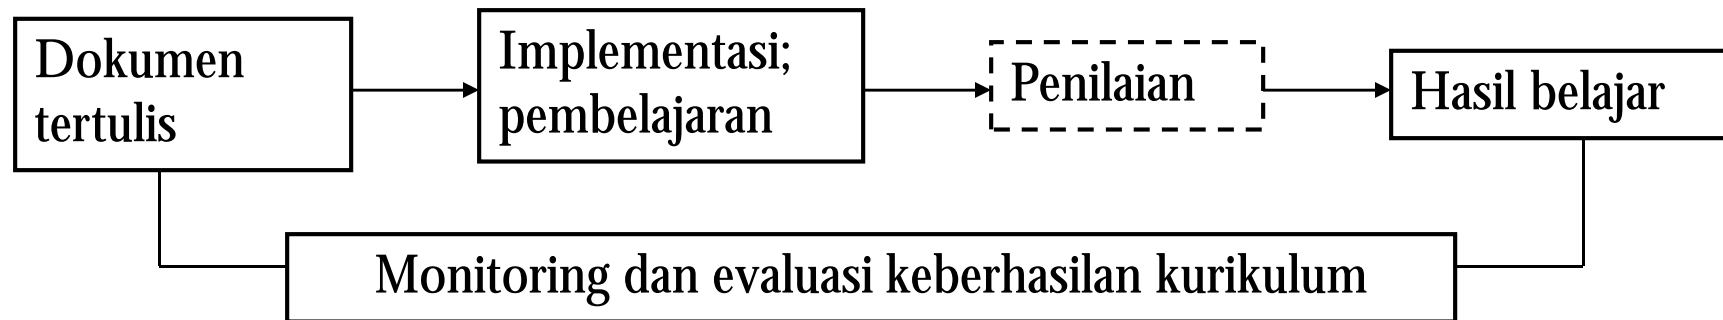 Dokumen
tertulis
Implementasi;
pembelajaran
Penilaian
Hasil belajar
Monitoring dan evaluasi keberhasilan kurikulum